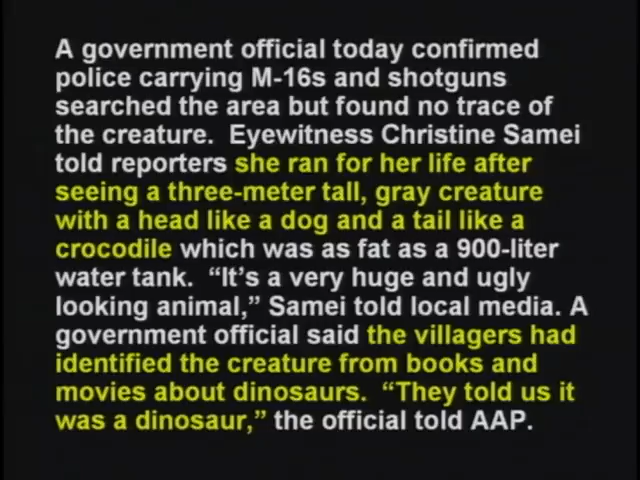 A government official today confirmed
police carrying M-16s and shotguns
searched the area but found no trace of
the creature.  Eyewitness Christine Samei
told reporters she ran for her life after
seeing a three-meter tall, gray creature
with a head like a dog and a tail like a
crocodile which was as fat as a 900-liter
water tank.  “It’s a very huge and ugly
looking animal,” Samei told local media. A
government official said the villagers had
identified the creature from books and
movies about dinosaurs.  “They told us it
was a dinosaur,” the official told AAP.